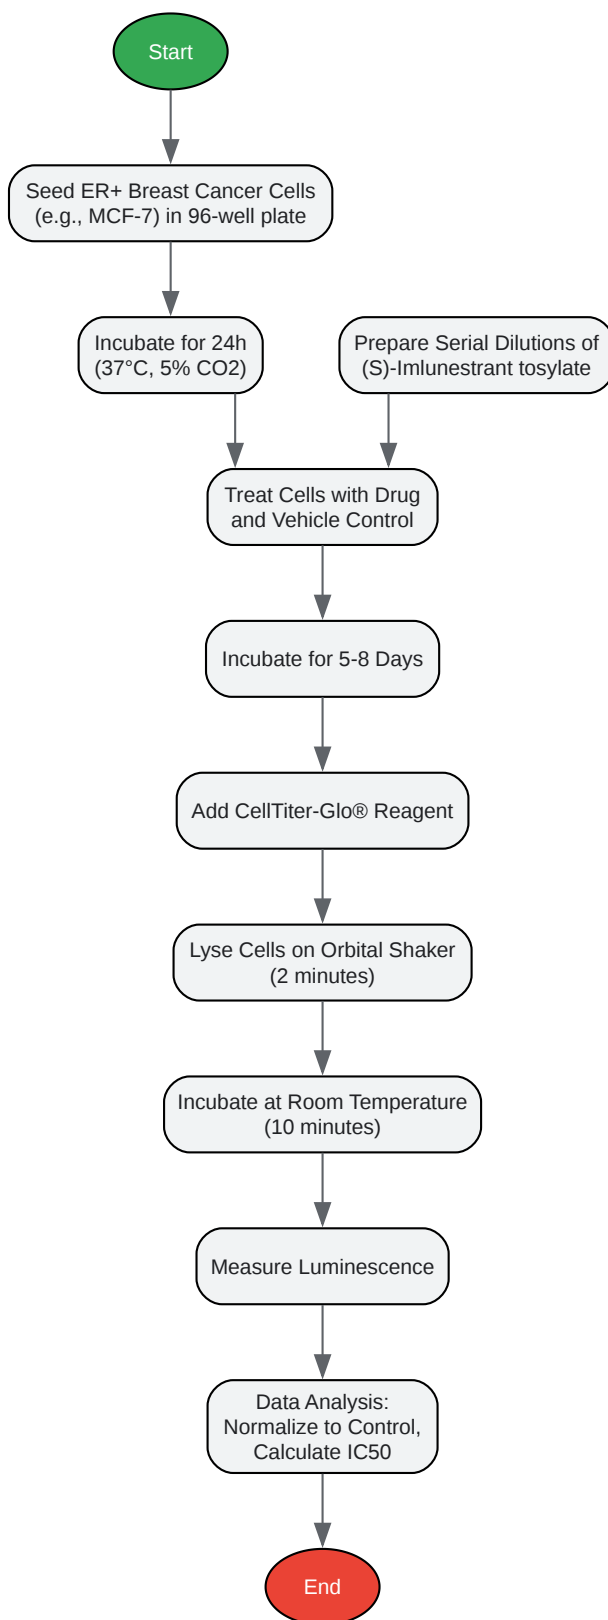 Start
Seed ER+ Breast Cancer Cells
(e.g., MCF-7) in 96-well plate
Incubate for 24h
(37°C, 5% CO2)
Prepare Serial Dilutions of
(S)-Imlunestrant tosylate
Treat Cells with Drug
and Vehicle Control
Incubate for 5-8 Days
Add CellTiter-Glo® Reagent
Lyse Cells on Orbital Shaker
(2 minutes)
Incubate at Room Temperature
(10 minutes)
Measure Luminescence
Data Analysis:
Normalize to Control,
Calculate IC50
End